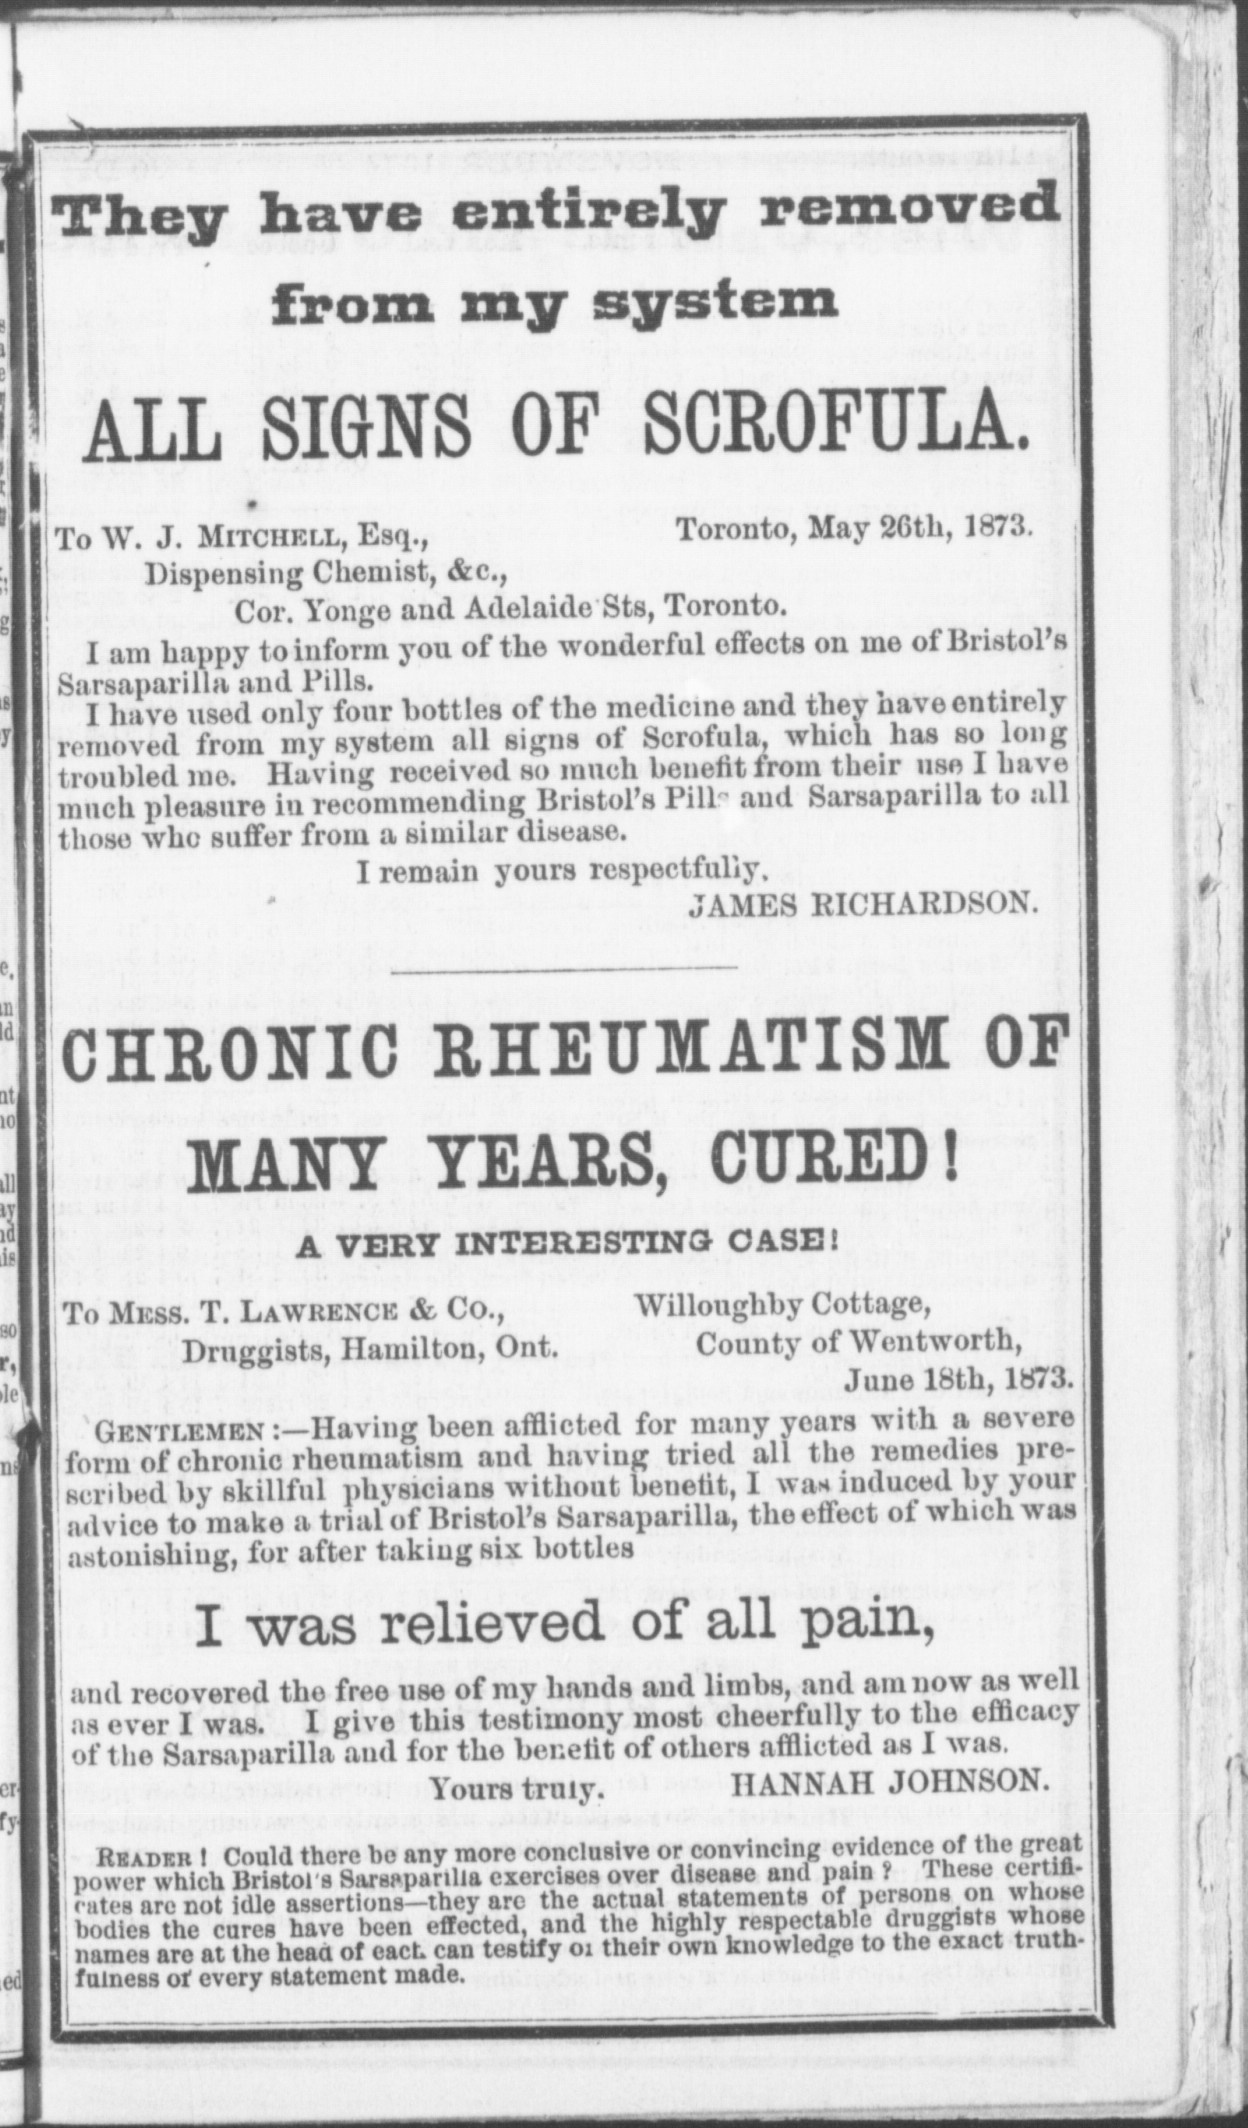 They have entirely removed
from my system
ALL SIGNS OF SCROFULA.
To W. J. MITCHELL, Esq., Toronto, May 26th, 1873.
Dispensing Chemist, &c.,
Cor. Yonge and Adelaide Sts, Toronto.
I am happy to inform you of the wonderful effects on me of Bristol's
Sarsaparilla and Pills.
I have used only four bottles of the medicine and they have entirely
removed from my system all signs of Scrofula, which has so long
troubled me. Having received so much benefit from their use I have
much pleasure in recommending Bristol's Pills and Sarsaparilla to all
those who suffer from a similar disease.
I remain yours respectfully,
JAMES RICHARDSON.
CHRONIC RHEUMATISM OF
MANY YEARS, CURED!
A VERY INTERESTING CASE!
To MESS. T. LAWRENCE & CO., Willoughby Cottage,
Druggists, Hamilton, Ont. County of Wentworth,
June 18th, 1873.
GENTLEMEN:—Having been afflicted for many years with a severe
form of chronic rheumatism and having tried all the remedies pre-
scribed by skillful physicians without benefit, I was induced by your
advice to make a trial of Bristol's Sarsaparilla, the effect of which was
astonishing, for after taking six bottles
I was relieved of all pain,
and recovered the free use of my hands and limbs, and am now as well
as ever I was. I give this testimony most cheerfully to the efficacy
of the Sarsaparilla and for the benefit of others afflicted as I was.
Yours truly. HANNAH JOHNSON.
READER! Could there be any more conclusive or convincing evidence of the great
power which Bristol's Sarsaparilla exercises over disease and pain? These certifi-
cates are not idle assertions—they are the actual statements of persons on whose
bodies the cures have been effected, and the highly respectable druggists whose
names are at the head of each can testify of their own knowledge to the exact truth-
fulness of every statement made.